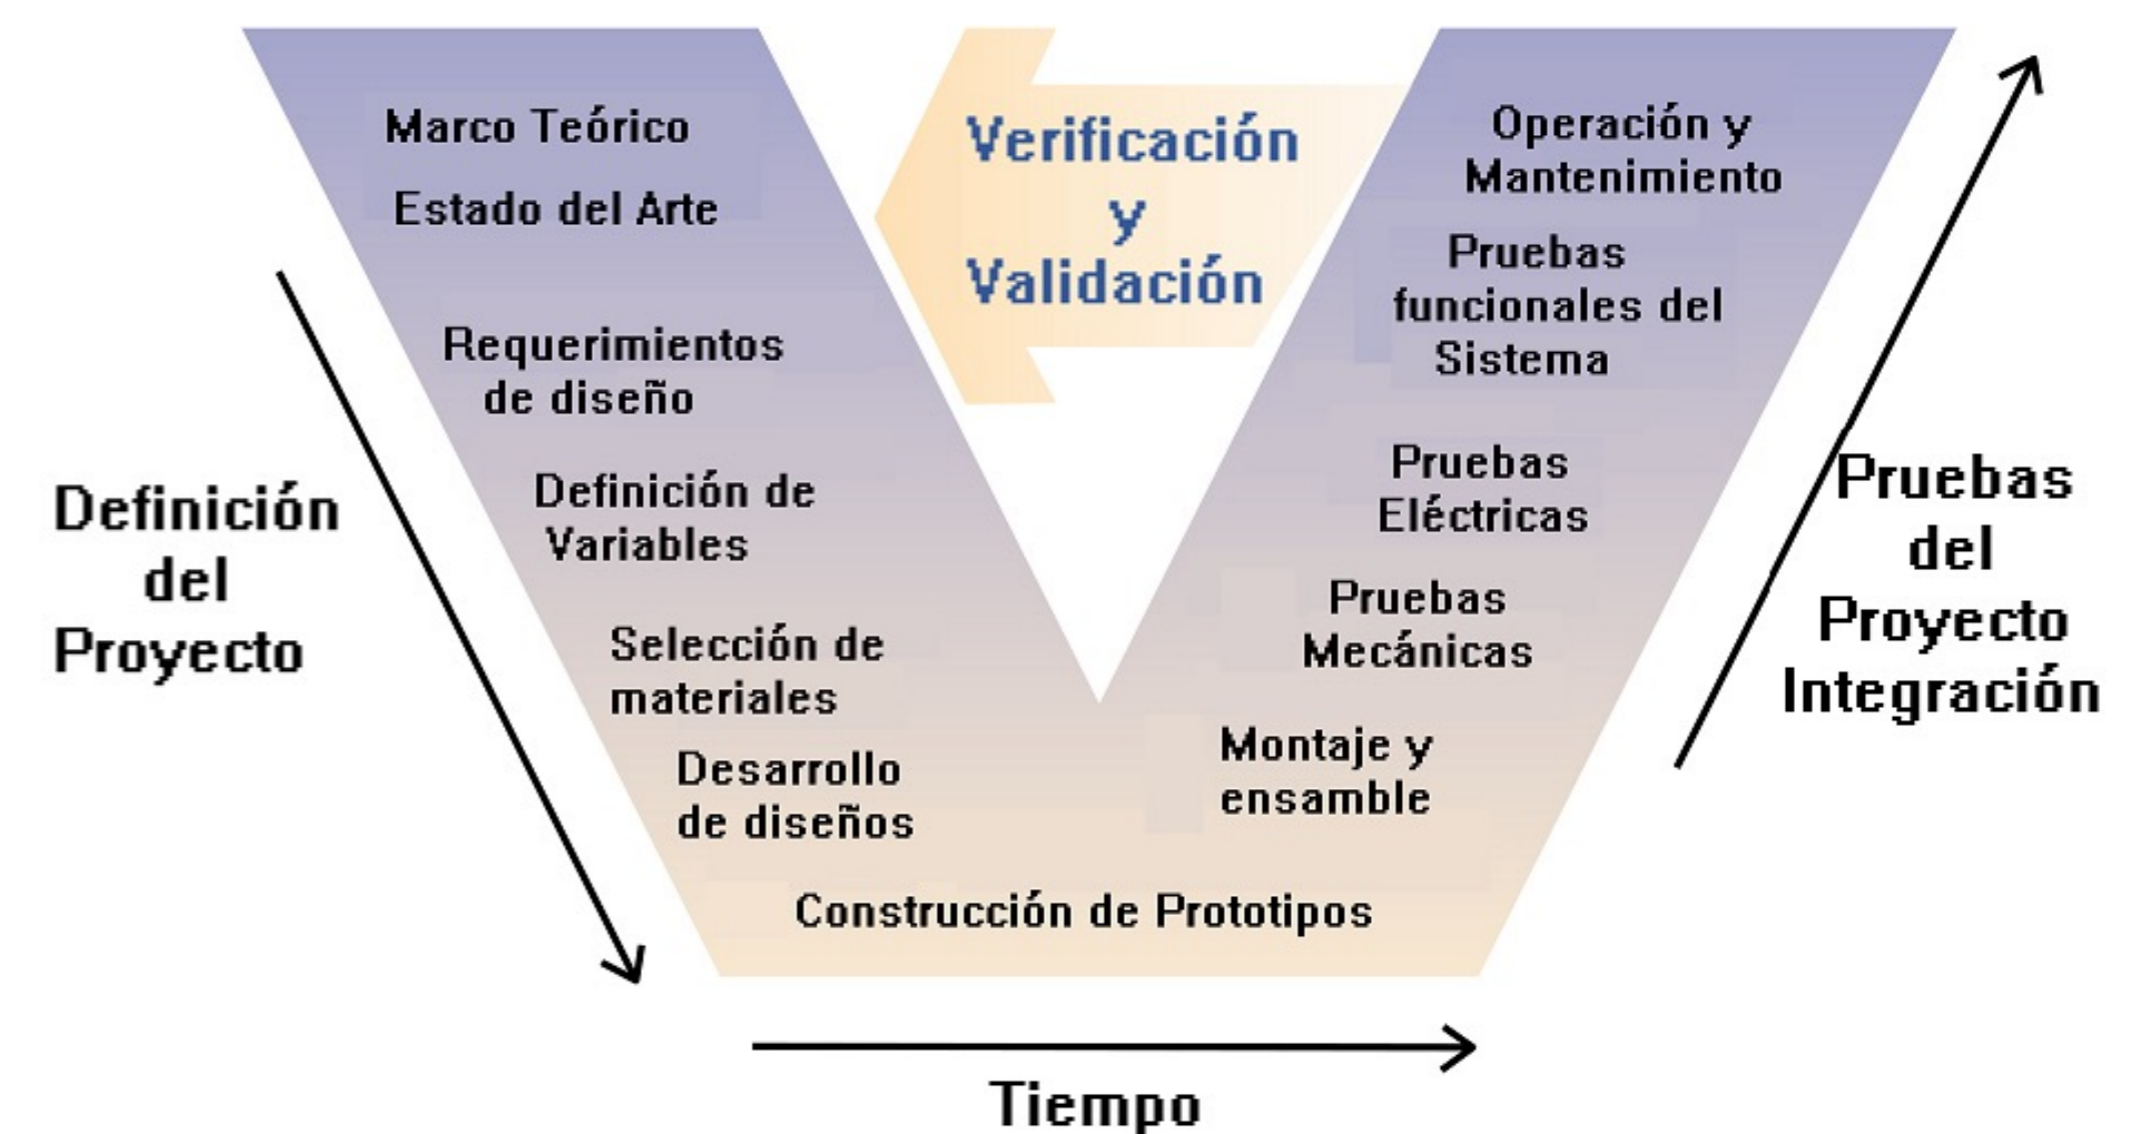 Marco Teórico
Estado del Arte
Requerimientos
de diseño
Definición de
Variables
Selección de
materiales
Desarrollo
de diseños
Construcción de Prototipos
Montaje y
ensamble
Pruebas
Mecánicas
Pruebas
Eléctricas
Pruebas
funcionales del
Sistema
Operación y
Mantenimiento
Verificación
y
Validación
Definición
del
Proyecto
Pruebas
del
Proyecto
Integración
Tiempo